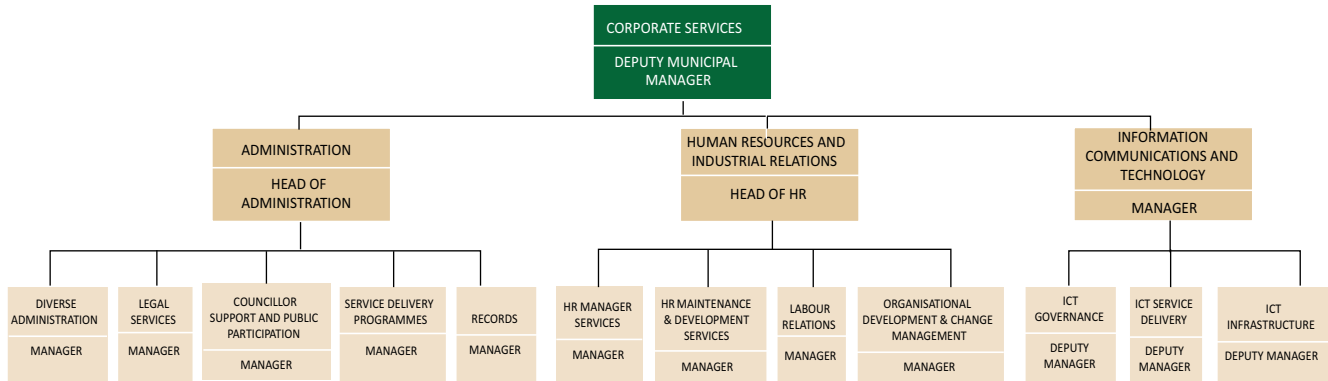 CORPORATE SERVICES
DEPUTY MUNICIPAL
MANAGER
ADMINISTRATION
HEAD OF
ADMINISTRATION
HUMAN RESOURCES AND
INDUSTRIAL RELATIONS
HEAD OF HR
INFORMATION
COMMUNICATIONS AND
TECHNOLOGY
MANAGER
DIVERSE
ADMINISTRATION
MANAGER
LEGAL
SERVICES
MANAGER
COUNCILLOR
SUPPORT AND PUBLIC
PARTICIPATION
MANAGER
SERVICE DELIVERY
PROGRAMMES
MANAGER
RECORDS
MANAGER
HR MANAGER
SERVICES
MANAGER
HR MAINTENANCE
& DEVELOPMENT
SERVICES
MANAGER
LABOUR
RELATIONS
MANAGER
ORGANISATIONAL
DEVELOPMENT & CHANGE
MANAGEMENT
MANAGER
ICT
GOVERNANCE
DEPUTY
MANAGER
ICT SERVICE
DELIVERY
DEPUTY
MANAGER
ICT
INFRASTRUCTURE
DEPUTY MANAGER